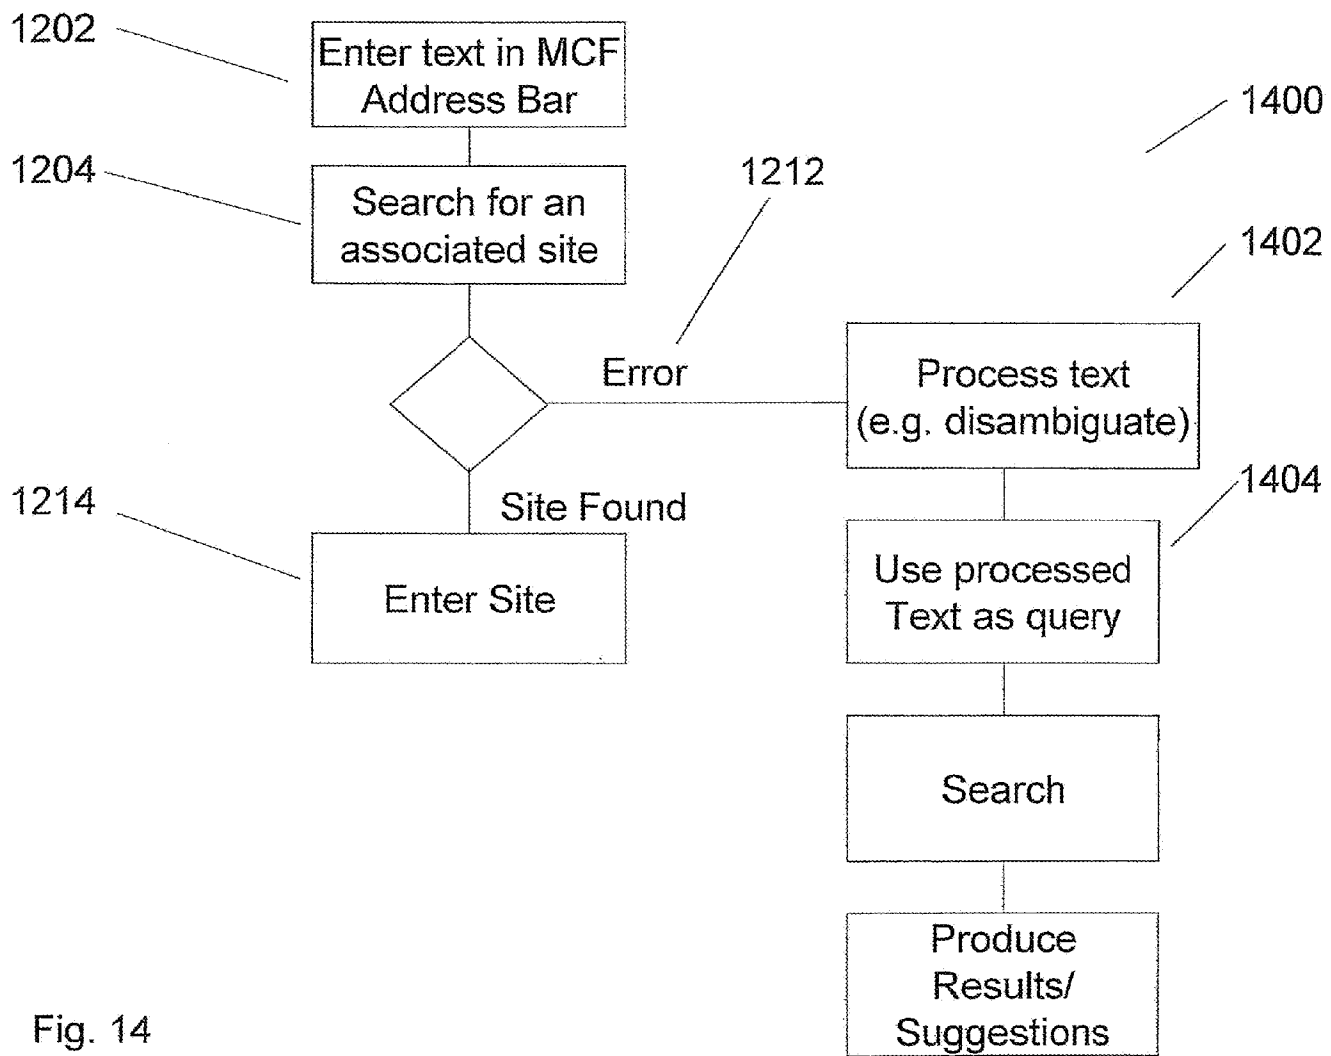 1202
Enter text in MCF
Address Bar
1400
1204
Search for an
associated site
1212
1402
Error
Process text
(e.g. disambiguate)
1214
Site Found
1404
Enter Site
Use processed
Text as query
Search
Produce
Results/
Suggestions
Fig. 14